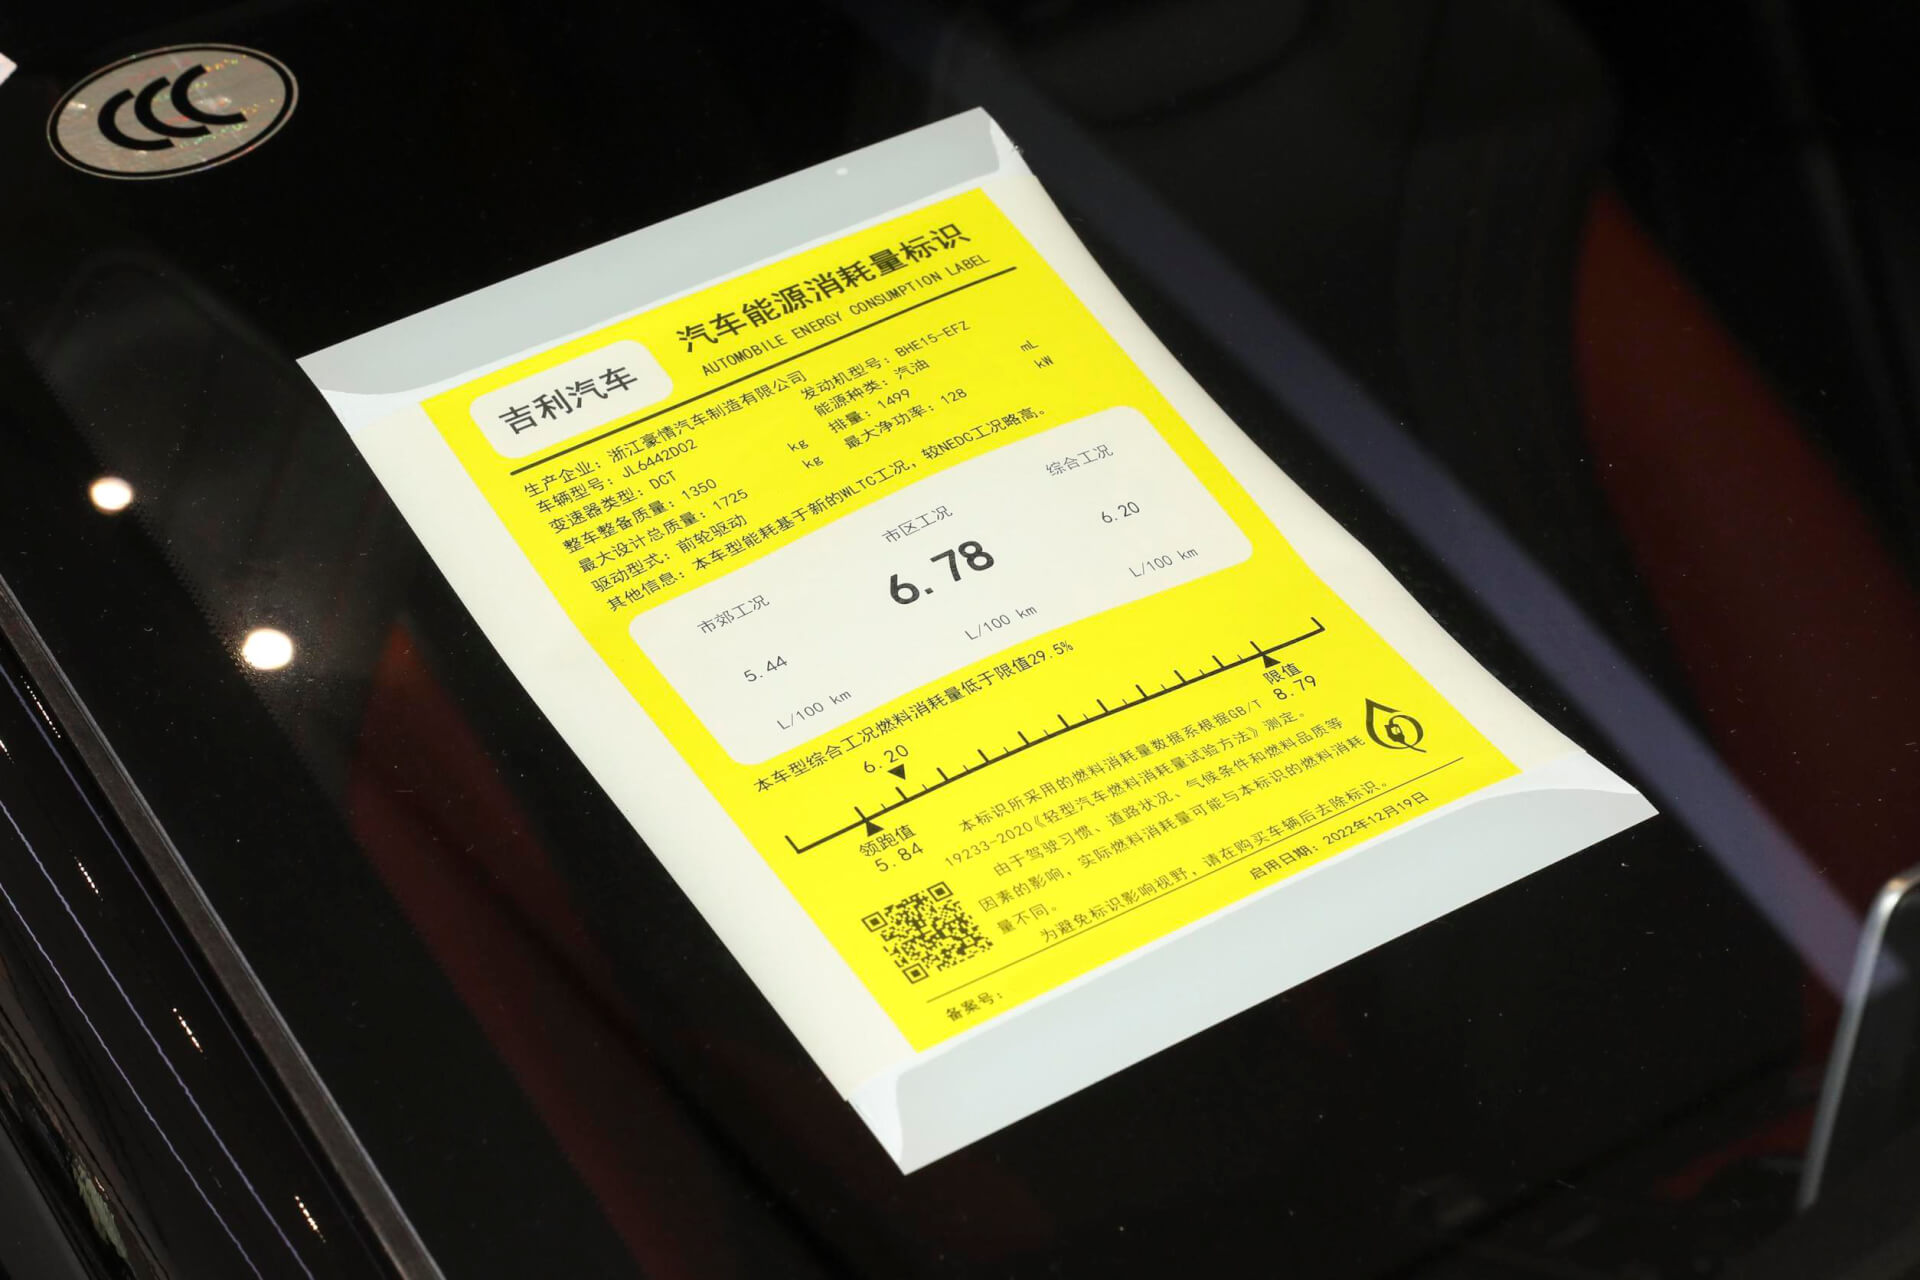 CCC
汽车能源消耗量标识
AUTOMOBILE ENERGY CONSUMPTION LABEL
吉利汽车
生产企业：浙江豪情汽车制造有限公司
车辆型号：JL6442D02
变速器类型：DCT
整车整备质量：1350 kg
最大设计总质量：1725 kg
驱动型式：前轮驱动
发动机型号：BHE15-EFZ
能源种类：汽油
排量：1499 mL
最大净功率：128 kW
其他信息：本车型能耗基于新的WLTC工况，较NEDC工况略高。
市郊工况
5.44
L/100 km
市区工况
6.78
L/100 km
综合工况
6.20
L/100 km
本车型综合工况燃料消耗量低于限值29.5%
6.20
领跑值
5.84
限值
8.79
本标识所采用的燃料消耗量数据系根据GB/T
19233-2020《轻型汽车燃料消耗量试验方法》测定。
由于驾驶习惯、道路状况、气候条件和燃料品质等
因素的影响，实际燃料消耗量可能与本标识的燃料消耗
量不同。
为避免标识影响视野，请在购买车辆后去除标识。
备案号：
启用日期：2022年12月19日